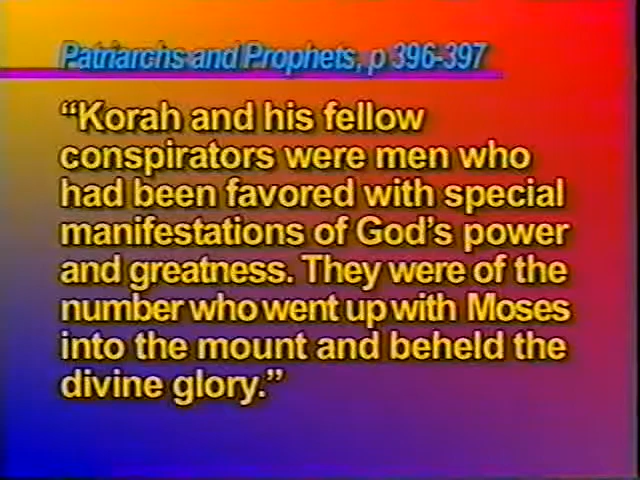 Patriarchs and Prophets, p 396-397
“Korah and his fellow
conspirators were men who
had been favored with special
manifestations of God’s power
and greatness. They were of the
number who went up with Moses
into the mount and beheld the
divine glory.”